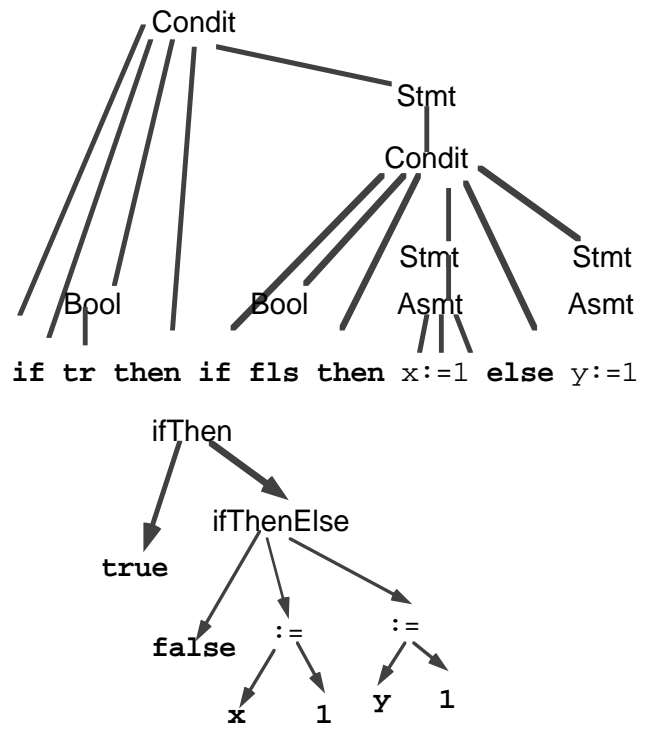 Condit
Stmt
Condit
Stmt Stmt
Bool Bool Asmt Asmt
if tr then if fls then x:=1 else y:=1
ifThen
ifThenElse
true
:= :=
false
x 1 y 1